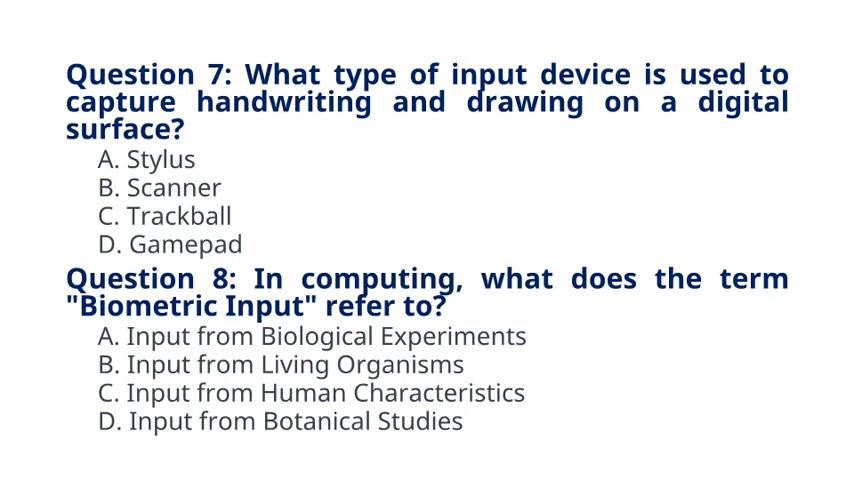 Question 7: What type of input device is used to
capture handwriting and drawing on a digital
surface?
A. Stylus
B. Scanner
C. Trackball
D. Gamepad
Question 8: In computing, what does the term
"Biometric Input" refer to?
A. Input from Biological Experiments
B. Input from Living Organisms
C. Input from Human Characteristics
D. Input from Botanical Studies